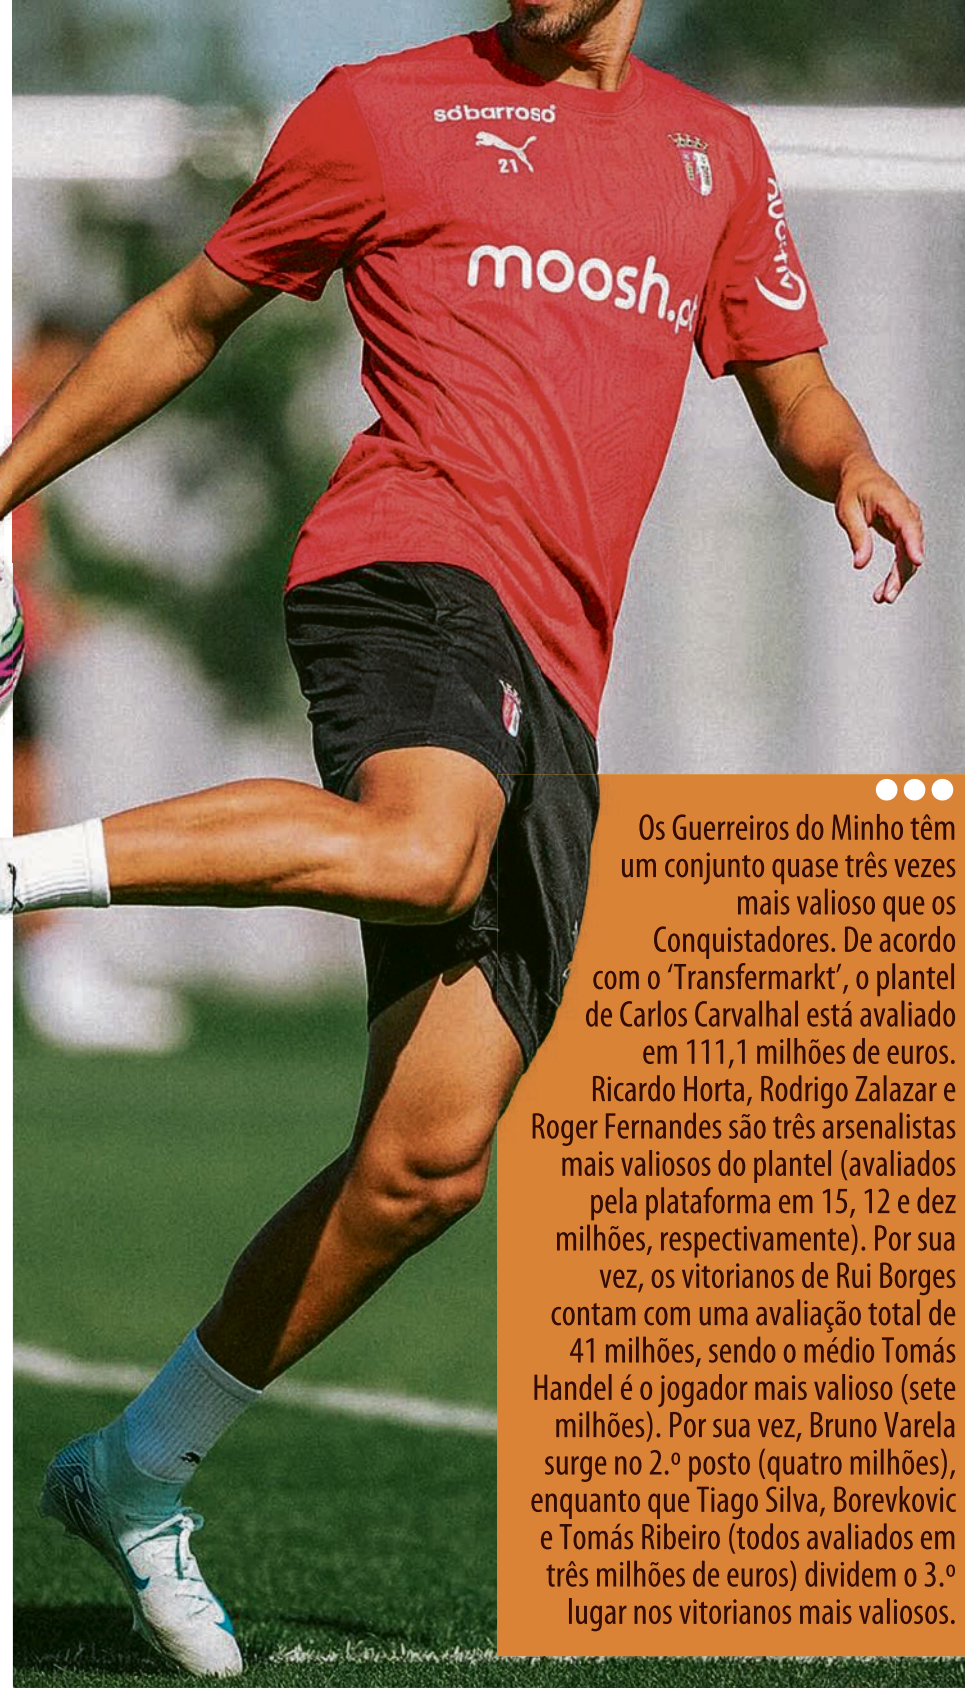 sóbarroso
21
moosh.pt
Os Guerreiros do Minho têm
um conjunto quase três vezes
mais valioso que os
Conquistadores. De acordo
com o ‘Transfermarkt’, o plantel
de Carlos Carvalhal está avaliado
em 111,1 milhões de euros.
Ricardo Horta, Rodrigo Zalazar e
Roger Fernandes são três arsenalistas
mais valiosos do plantel (avaliados
pela plataforma em 15, 12 e dez
milhões, respectivamente). Por sua
vez, os vitorianos de Rui Borges
contam com uma avaliação total de
41 milhões, sendo o médio Tomás
Handel é o jogador mais valioso (sete
milhões). Por sua vez, Bruno Varela
surge no 2.º posto (quatro milhões),
enquanto que Tiago Silva, Borevkovic
e Tomás Ribeiro (todos avaliados em
três milhões de euros) dividem o 3.º
lugar nos vitorianos mais valiosos.